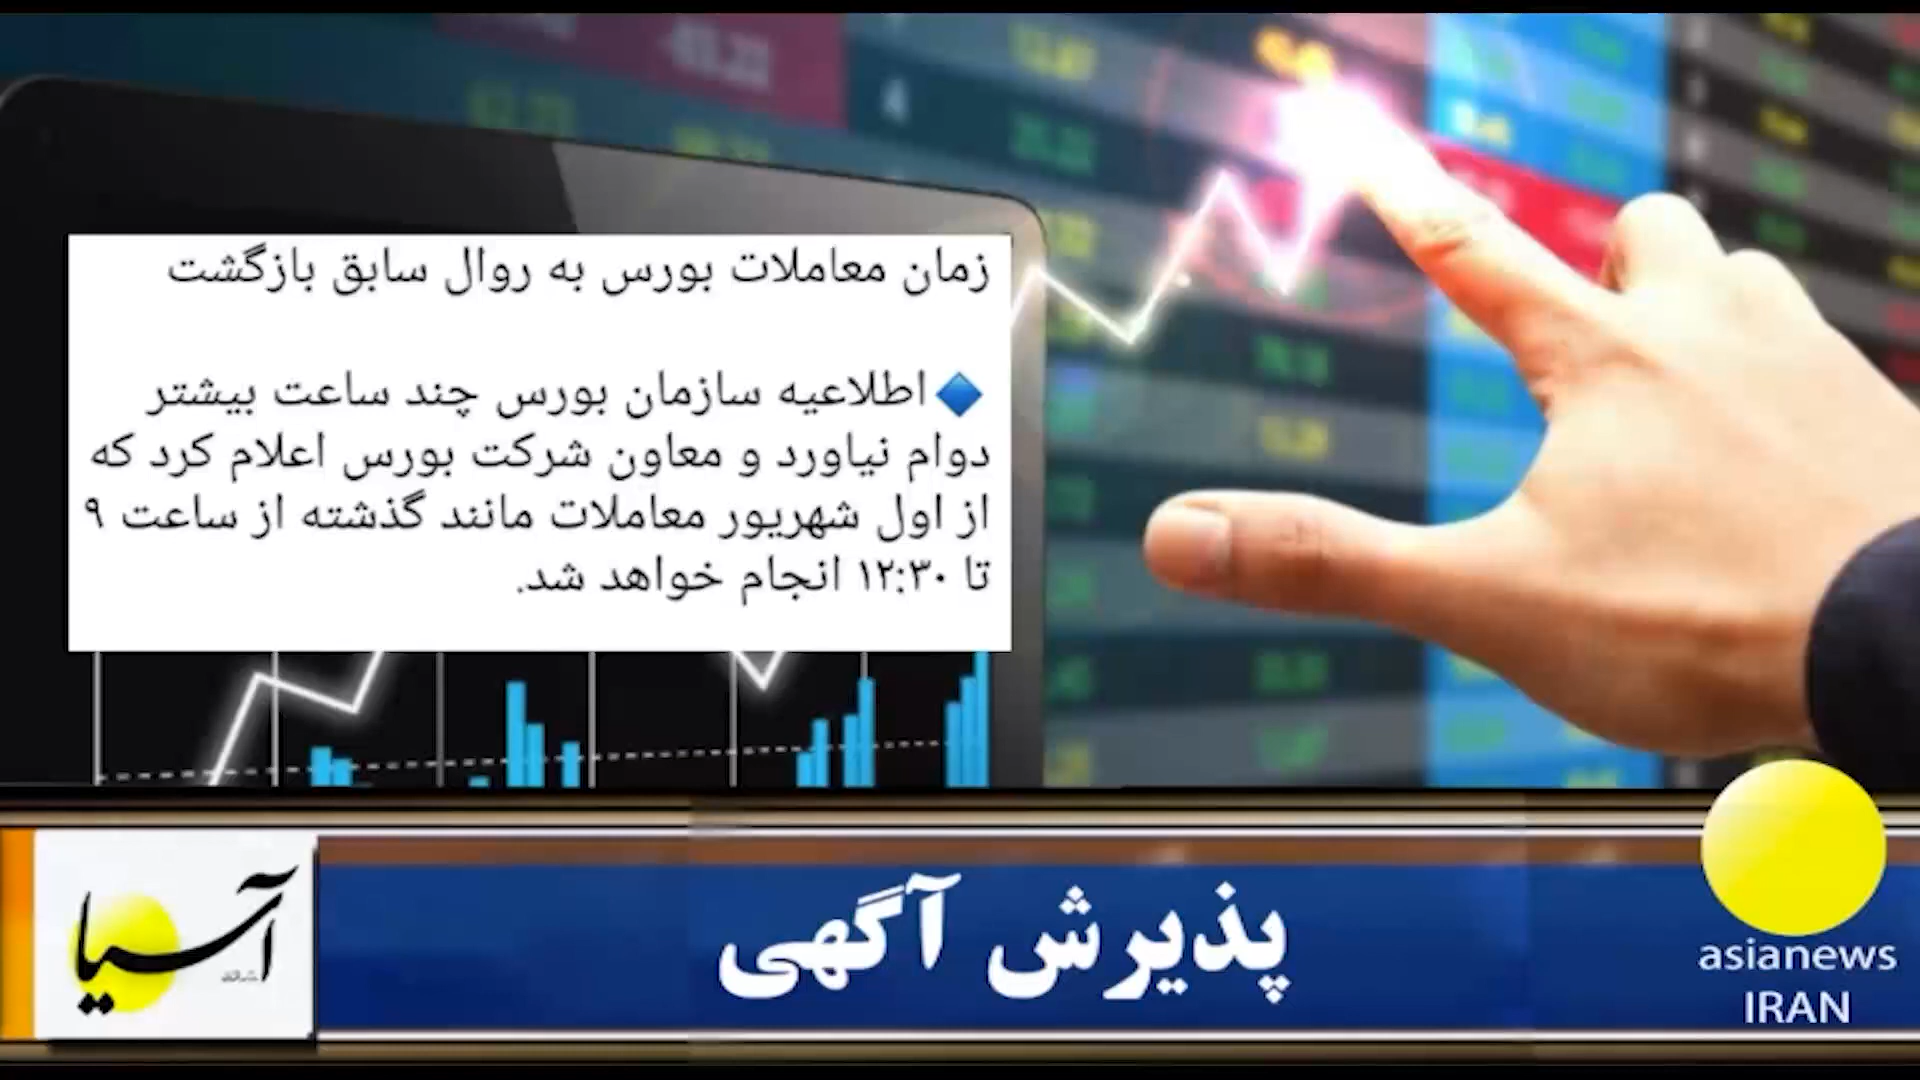 زمان معاملات بورس به روال سابق بازگشت
🔷اطلاعیه سازمان بورس چند ساعت بیشتر
دوام نیاورد و معاون شرکت بورس اعلام کرد که
از اول شهریور معاملات مانند گذشته از ساعت ۹
تا ۱۲:۳۰ انجام خواهد شد.
آسیا
پذیرش آگهی
asianews
IRAN